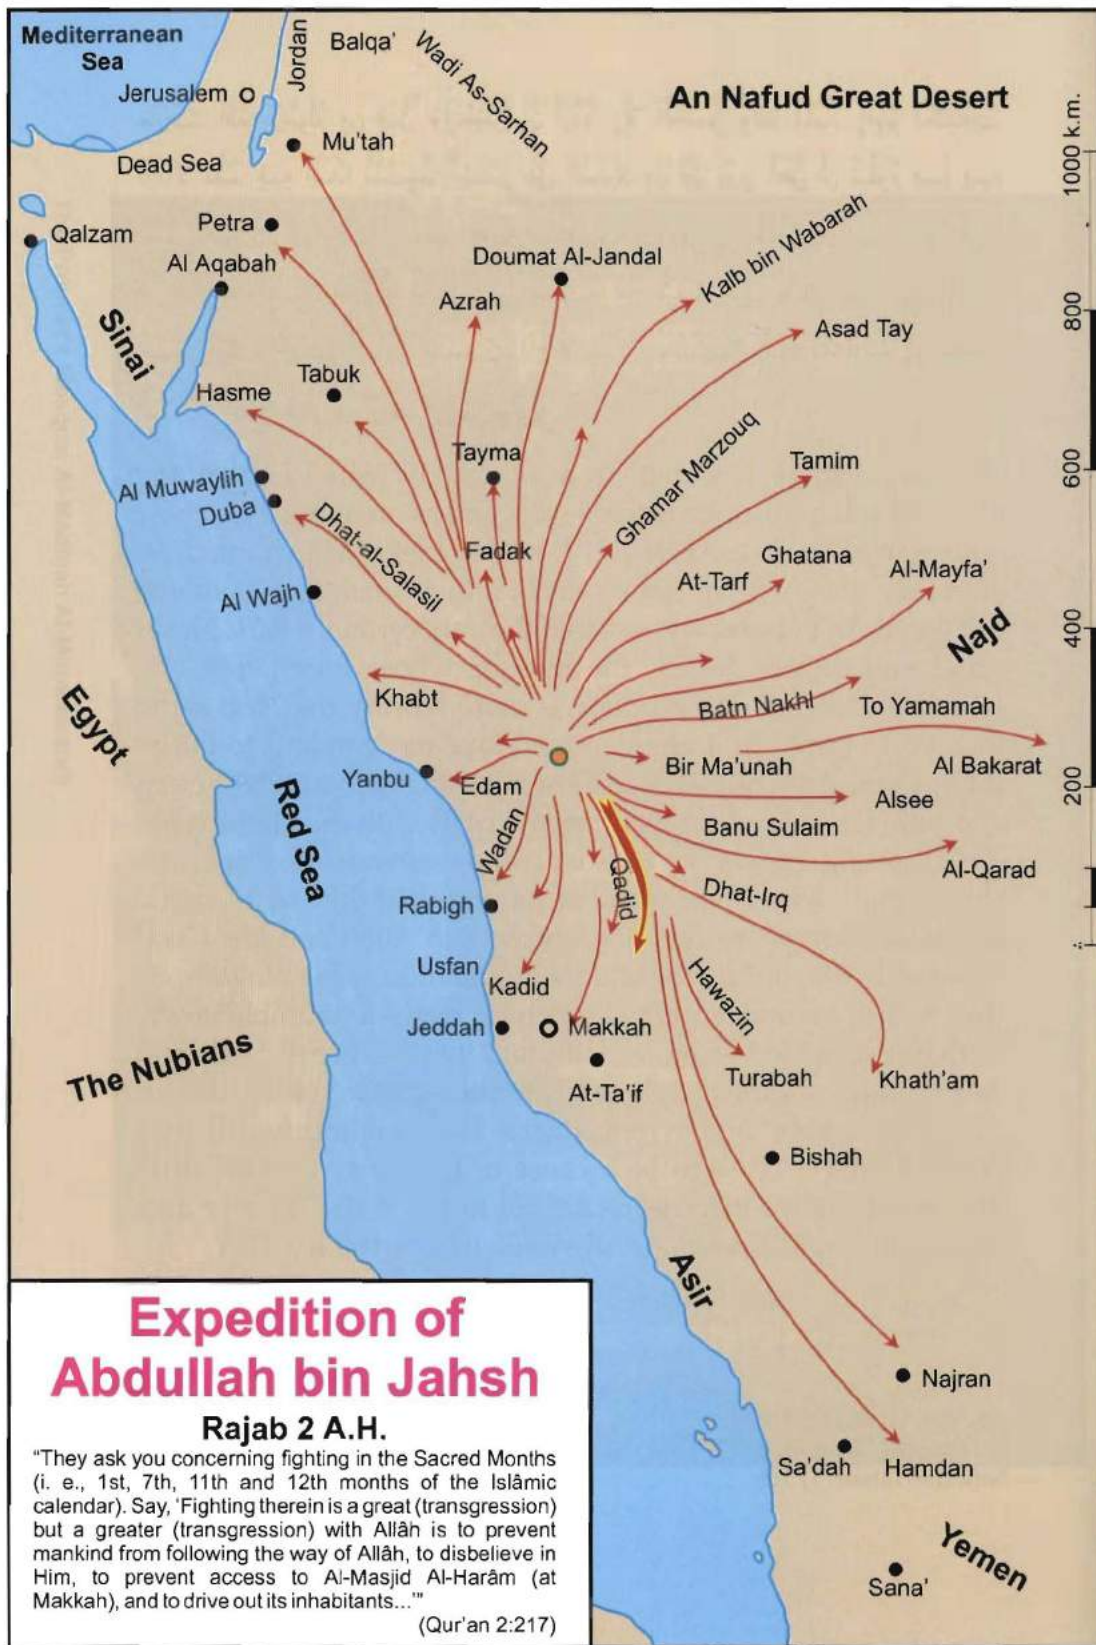 Mediterranean
Sea
Jordan
Balqa'
Wadi As-Sarhan
Jerusalem
An Nafud Great Desert
1000 k.m.
Mu'tah
Dead Sea
Petra
Qalzam
Al Aqabah
Doumat Al-Jandal
Kalb bin Wabarah
Azrah
800
Sinai
Asad Tay
Tabuk
Hasme
Tayma
Ghamar Marzouq
Tamim
600
Al Muwaylih
Duba
Dhat-al-Salasil
Fadak
Ghatana
At-Tarf
Al-Mayfa'
Al Wajh
Najd
400
Khabt
Batn Nakhl
To Yamamah
Egypt
Yanbu
Edam
Bir Ma'unah
Al Bakarat
200
Red Sea
Wadan
Banu Sulaim
Alsee
Qadid
Al-Qarad
Dhat-Irq
Rabigh
Usfan
Kadid
Hawazin
Jeddah
Makkah
The Nubians
At-Ta'if
Turabah
Khath'am
Bishah
Asir
Najran
Sa'dah
Hamdan
Yemen
Sana'
Expedition of
Abdullah bin Jahsh
Rajab 2 A.H.
“They ask you concerning fighting in the Sacred Months
(i. e., 1st, 7th, 11th and 12th months of the Islâmic
calendar). Say, ‘Fighting therein is a great (transgression)
but a greater (transgression) with Allâh is to prevent
mankind from following the way of Allâh, to disbelieve in
Him, to prevent access to Al-Masjid Al-Harâm (at
Makkah), and to drive out its inhabitants...’”
(Qur'an 2:217)